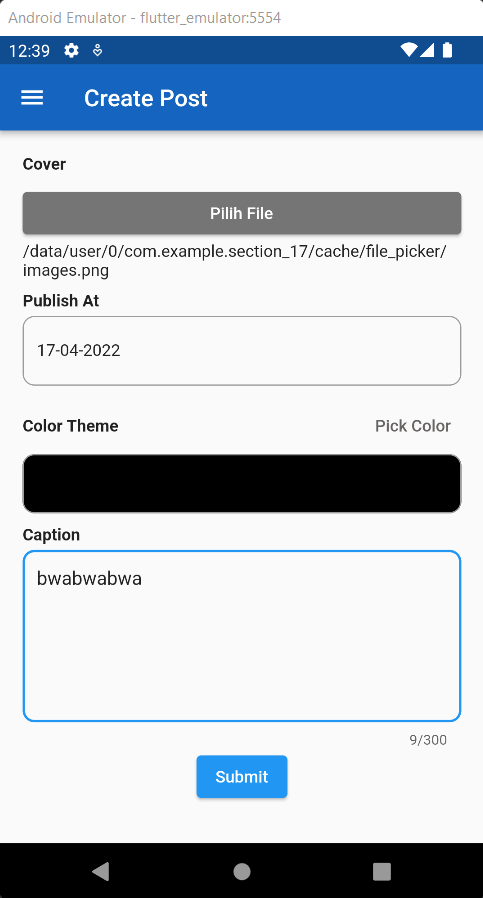 Android Emulator - flutter_emulator:5554
12:39
Create Post
Cover
Pilih File
/data/user/0/com.example.section_17/cache/file_picker/
images.png
Publish At
17-04-2022
Color Theme
Pick Color
Caption
bwabwabwa
9/300
Submit